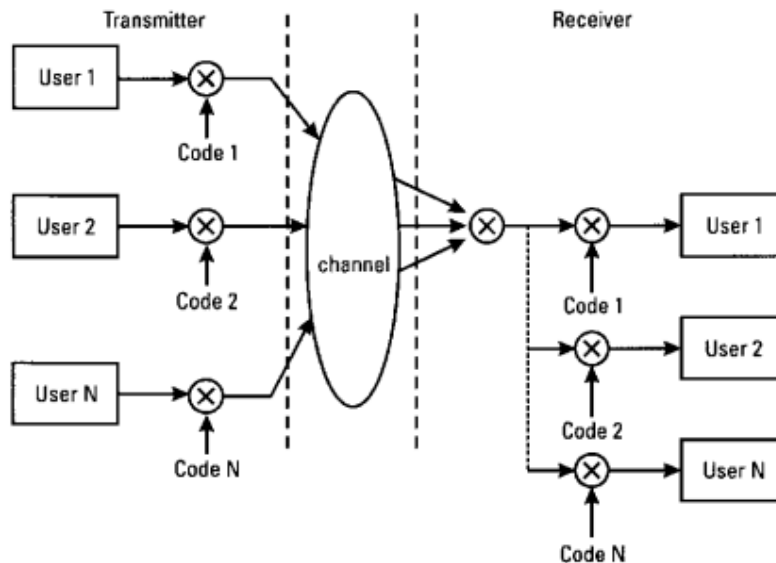 Transmitter
Receiver
User 1
Code 1
User 2
Code 2
User N
Code N
channel
User 1
Code 1
User 2
Code 2
User N
Code N